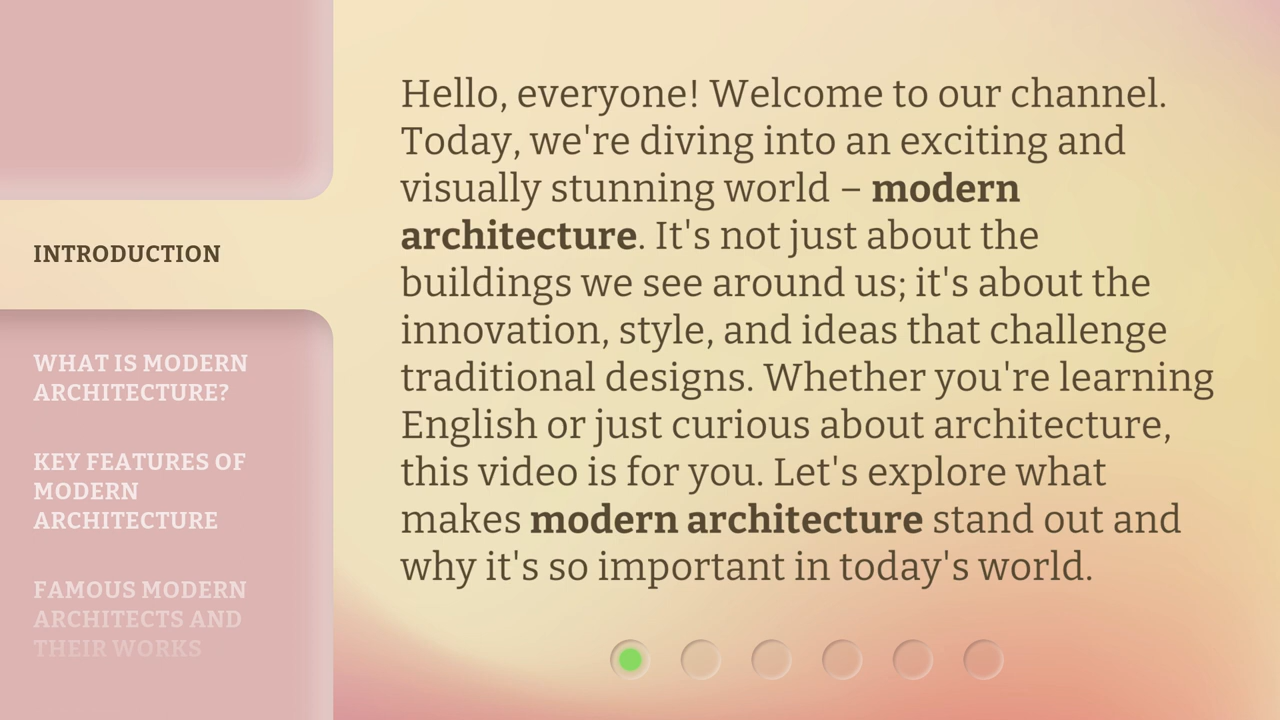 INTRODUCTION
WHAT IS MODERN
ARCHITECTURE?
KEY FEATURES OF
MODERN
ARCHITECTURE
FAMOUS MODERN
ARCHITECTS AND
THEIR WORKS
Hello, everyone! Welcome to our channel.
Today, we're diving into an exciting and
visually stunning world – modern
architecture. It's not just about the
buildings we see around us; it's about the
innovation, style, and ideas that challenge
traditional designs. Whether you're learning
English or just curious about architecture,
this video is for you. Let's explore what
makes modern architecture stand out and
why it's so important in today's world.